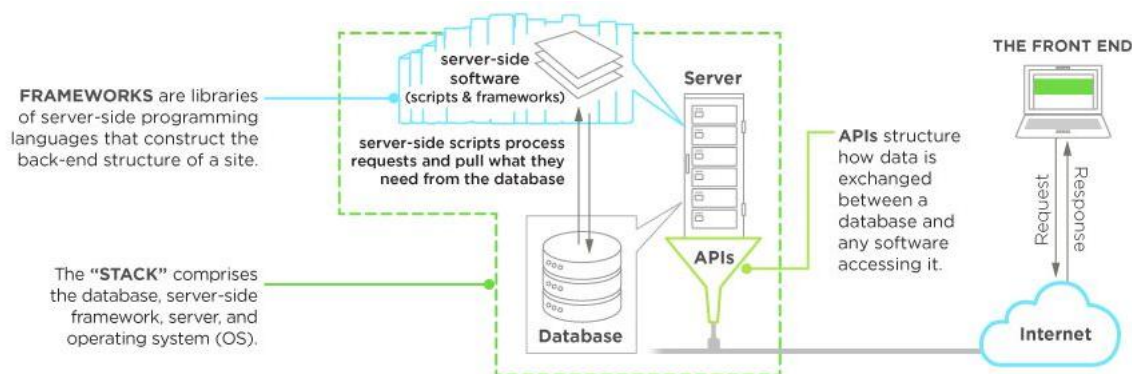 FRAMEWORKS are libraries
of server-side programming
languages that construct the
back-end structure of a site.
The “STACK” comprises
the database, server-side
framework, server, and
operating system (OS).
server-side
software
(scripts & frameworks)
server-side scripts process
requests and pull what they
need from the database
Database
Server
APIs
APIs structure
how data is
exchanged
between a
database and
any software
accessing it.
THE FRONT END
Request
Response
Internet